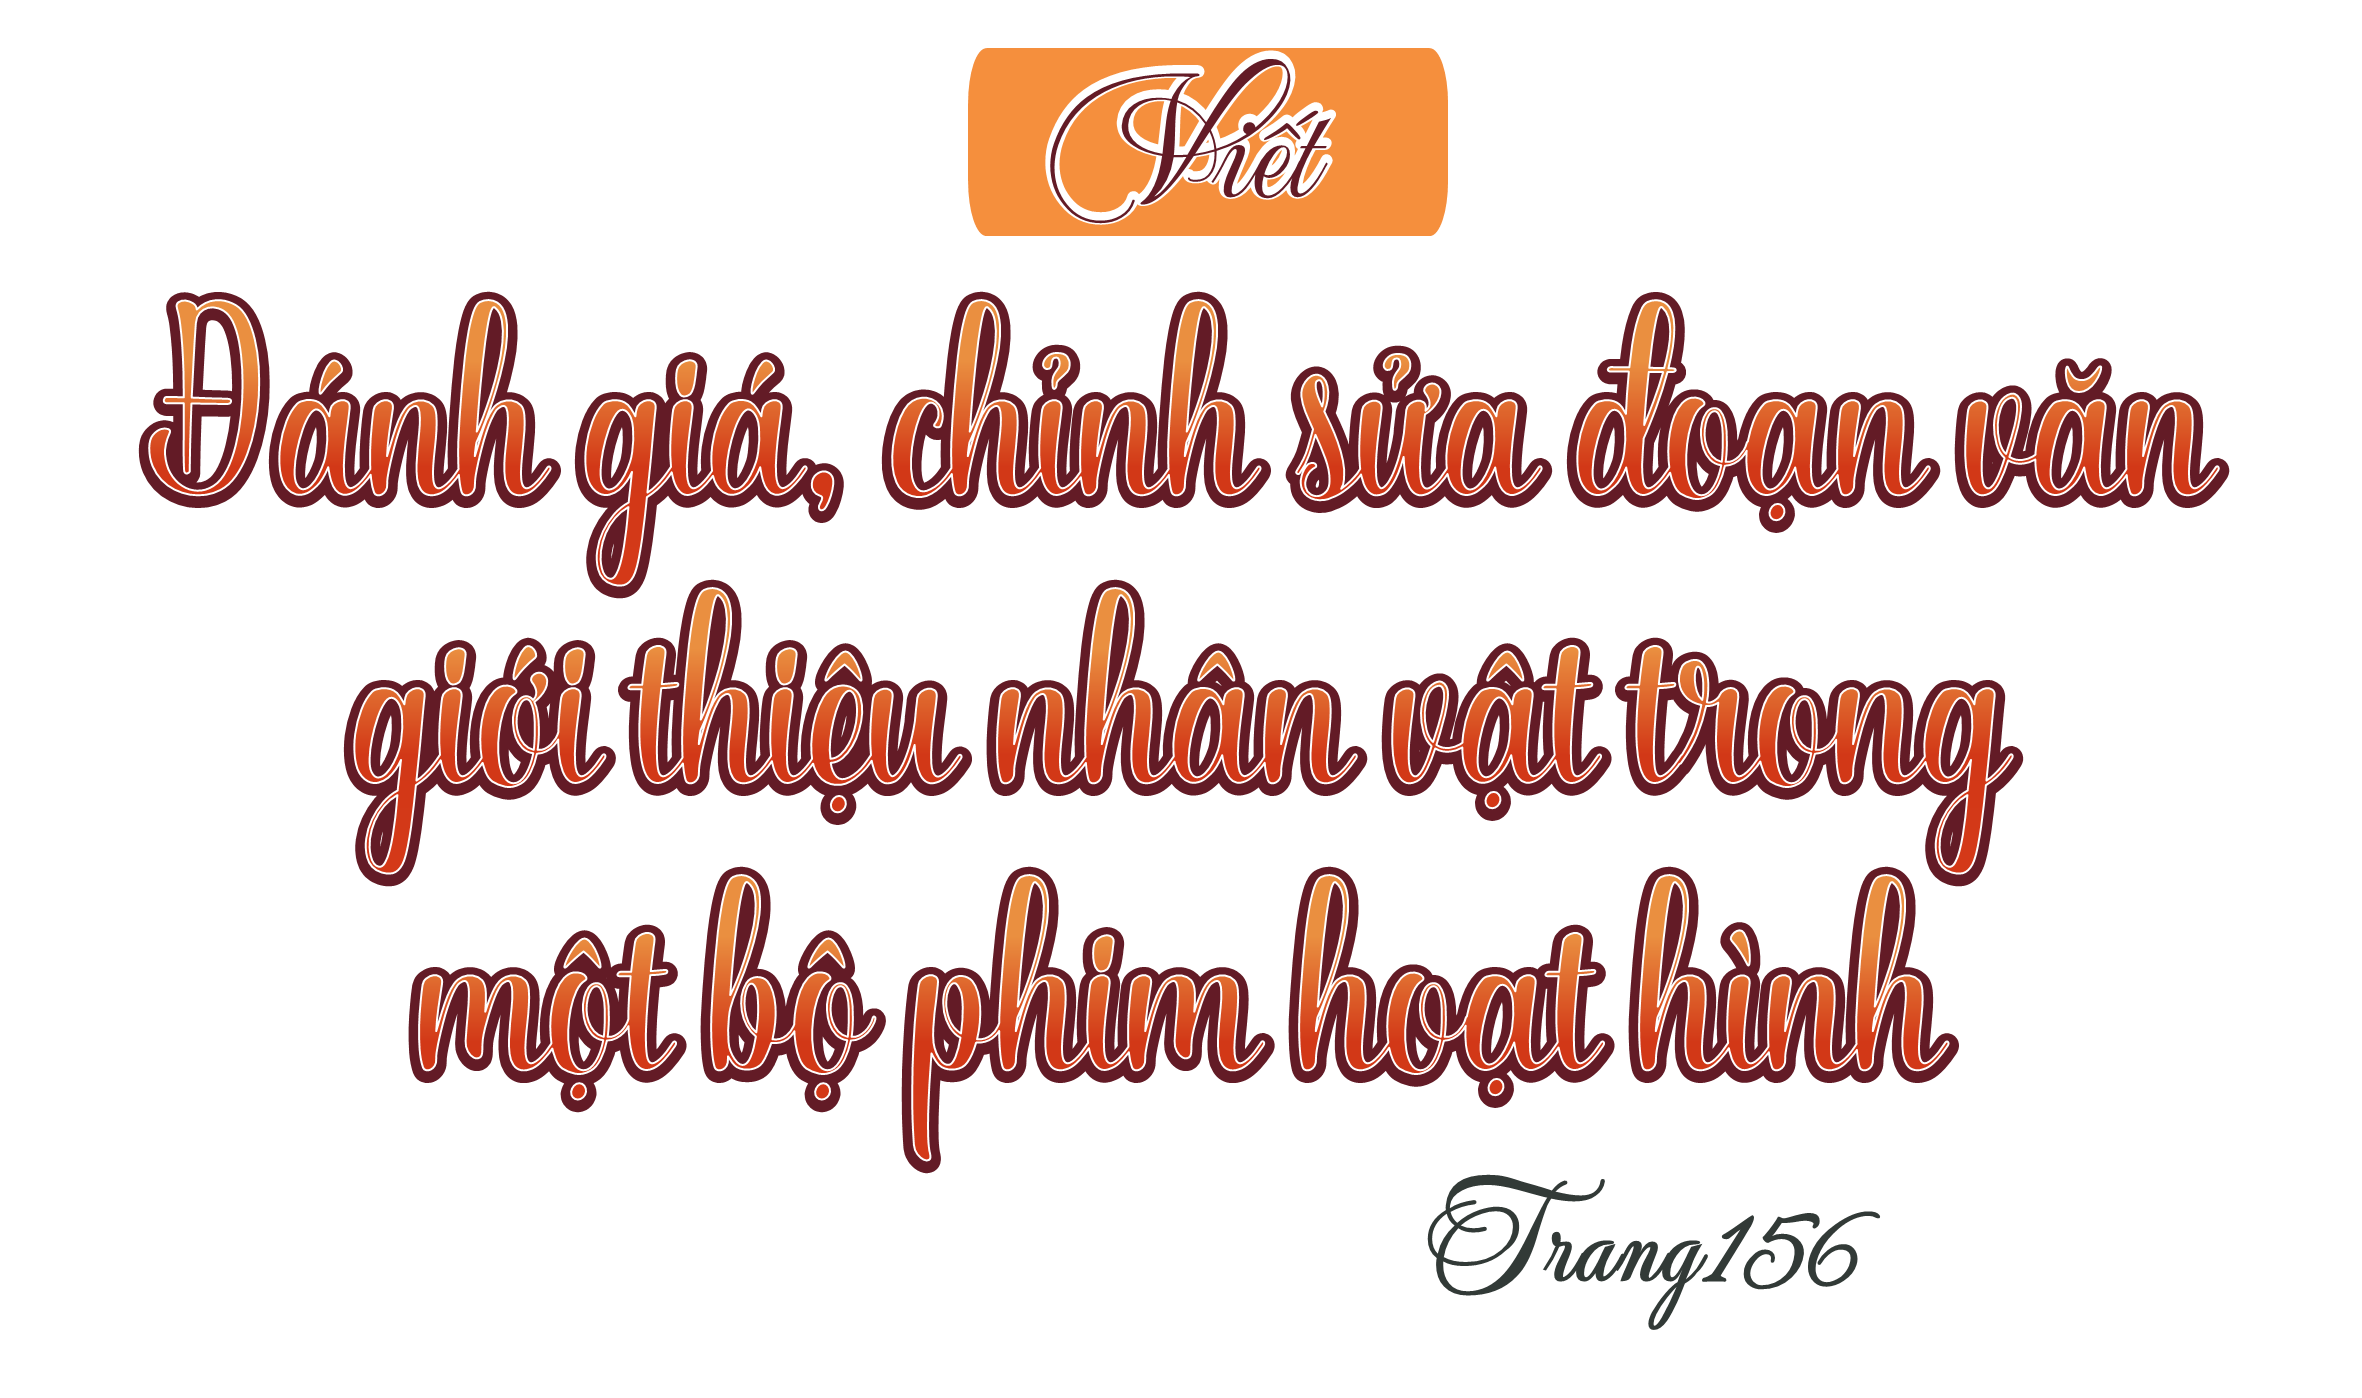 Viết
Đánh giá, chỉnh sửa đoạn văn
giới thiệu nhân vật trong
một bộ phim hoạt hình
Trang156